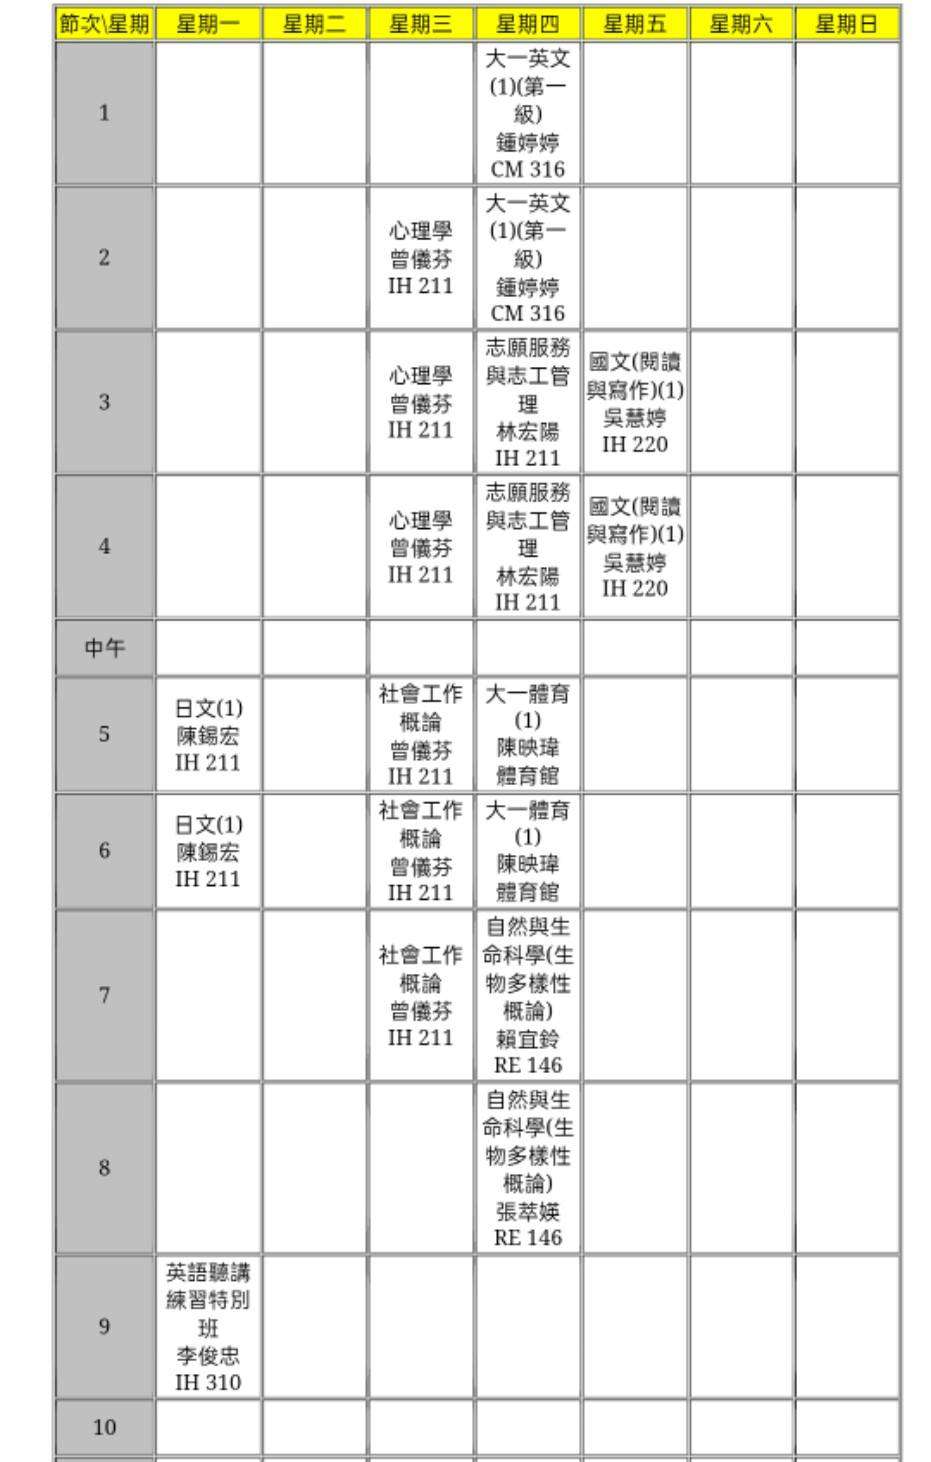 節次\星期 星期一 星期二 星期三 星期四 星期五 星期六 星期日
1
大一英文
(1)(第一
級)
鍾婷婷
CM 316
2
心理學
曾儀芬
IH 211
大一英文
(1)(第一
級)
鍾婷婷
CM 316
3
心理學
曾儀芬
IH 211
志願服務
與志工管
理
林宏陽
IH 211
國文(閱讀
與寫作)(1)
吳慧婷
IH 220
4
心理學
曾儀芬
IH 211
志願服務
與志工管
理
林宏陽
IH 211
國文(閱讀
與寫作)(1)
吳慧婷
IH 220
中午
5
日文(1)
陳錫宏
IH 211
社會工作
概論
曾儀芬
IH 211
大一體育
(1)
陳映瑋
體育館
6
日文(1)
陳錫宏
IH 211
社會工作
概論
曾儀芬
IH 211
大一體育
(1)
陳映瑋
體育館
7
社會工作
概論
曾儀芬
IH 211
自然與生
命科學(生
物多樣性
概論)
賴宜鈴
RE 146
8
自然與生
命科學(生
物多樣性
概論)
張萃媖
RE 146
9
英語聽講
練習特別
班
李俊忠
IH 310
10